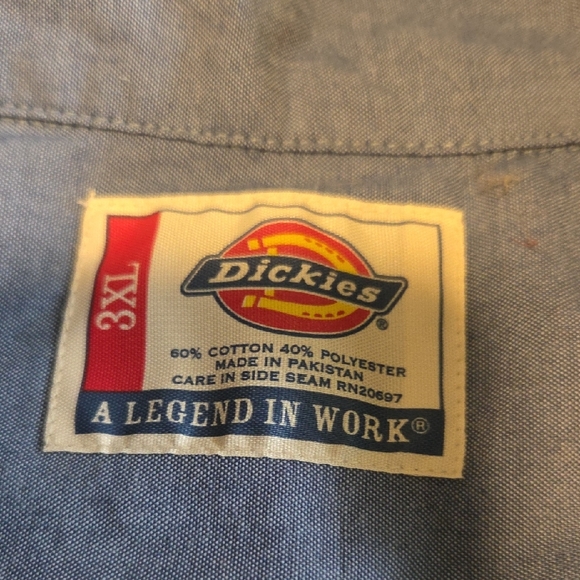 3XL
Dickies®
60% COTTON 40% POLYESTER
MADE IN PAKISTAN
CARE IN SIDE SEAM RN20697
A LEGEND IN WORK®